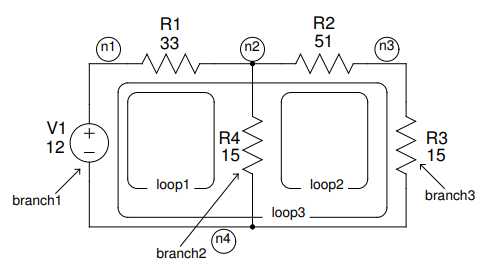 R1
33
R2
51
n1
n2
n3
V1
12
+
−
R4
15
R3
15
loop1
loop2
branch1
branch3
loop3
n4
branch2